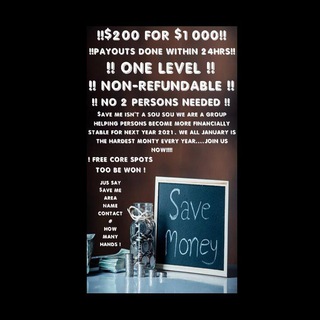 !!$200 FOR $1000!!
!!PAYOUTS DONE WITHIN 24HRS!!
!! ONE LEVEL !!
!! NON-REFUNDABLE !!
!! NO 2 PERSONS NEEDED !!
SAVE ME ISN'T A SOU SOU WE ARE A GROUP
HELPING PERSONS BECOME MORE FINANCIALLY
STABLE FOR NEXT YEAR 2021. WE ALL JANUARY IS
THE HARDEST MONTY EVERY YEAR....JOIN US
NOW!!!!
! FREE CORE SPOTS
TOO BE WON !
JUS SAY
SAVE ME
AREA
NAME
CONTACT
#
HOW
MANY
HANDS !
Save
Money